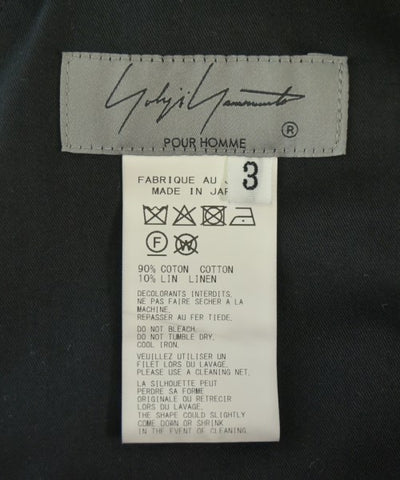 Yohji Yamamoto
POUR HOMME
®
3
FABRIQUE AU
MADE IN JAP
F W
90% COTON COTTON
10% LIN LINEN
DECOLORANTS INTERDITS.
NE PAS FAIRE SECHER A LA
MACHINE.
REPASSER AU FER TIEDE.
DO NOT BLEACH.
DO NOT TUMBLE DRY.
COOL IRON.
VEUILLEZ UTILISER UN
FILET LORS DU LAVAGE.
PLEASE USE A CLEANING NET.
LA SILHOUETTE PEUT
PERDRE SA FORME
ORIGINALE OU RETRECIR
LORS DU LAVAGE.
THE SHAPE COULD SLIGHTLY
COME DOWN OR SHRINK
IN THE EVENT OF CLEANING.